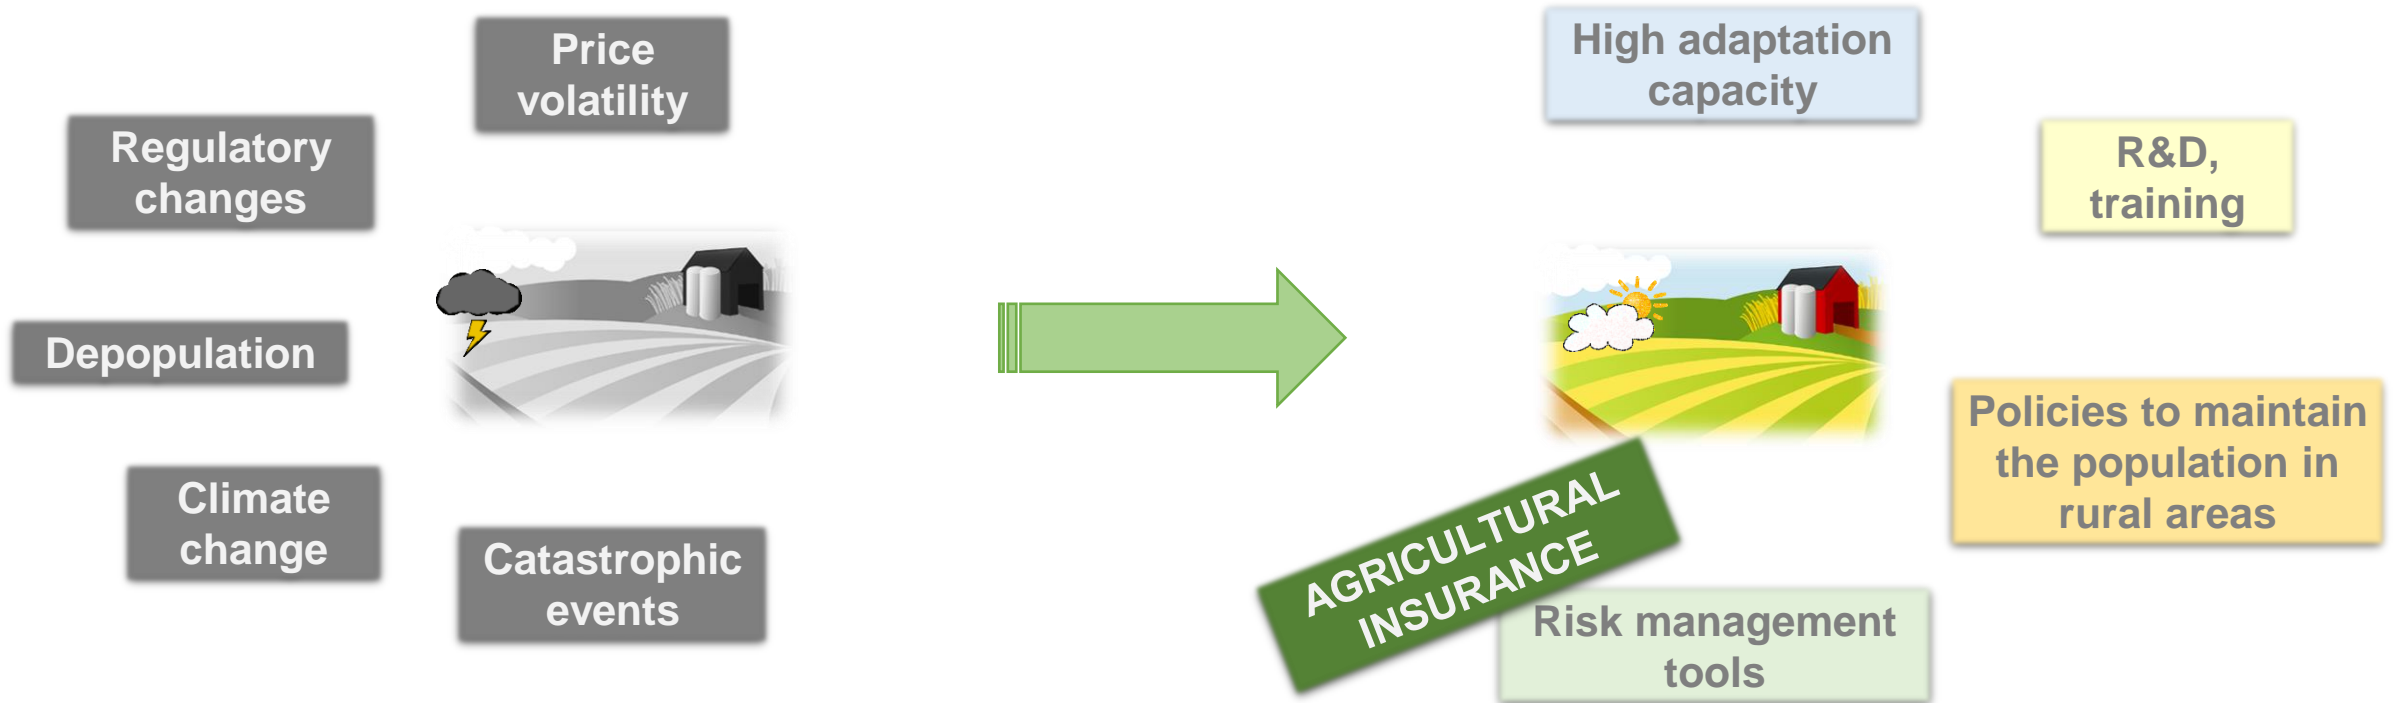 Price
volatility
Regulatory
changes
Depopulation
Climate
change
Catastrophic
events
High adaptation
capacity
R&D,
training
Policies to maintain
the population in
rural areas
AGRICULTURAL
INSURANCE
Risk management
tools